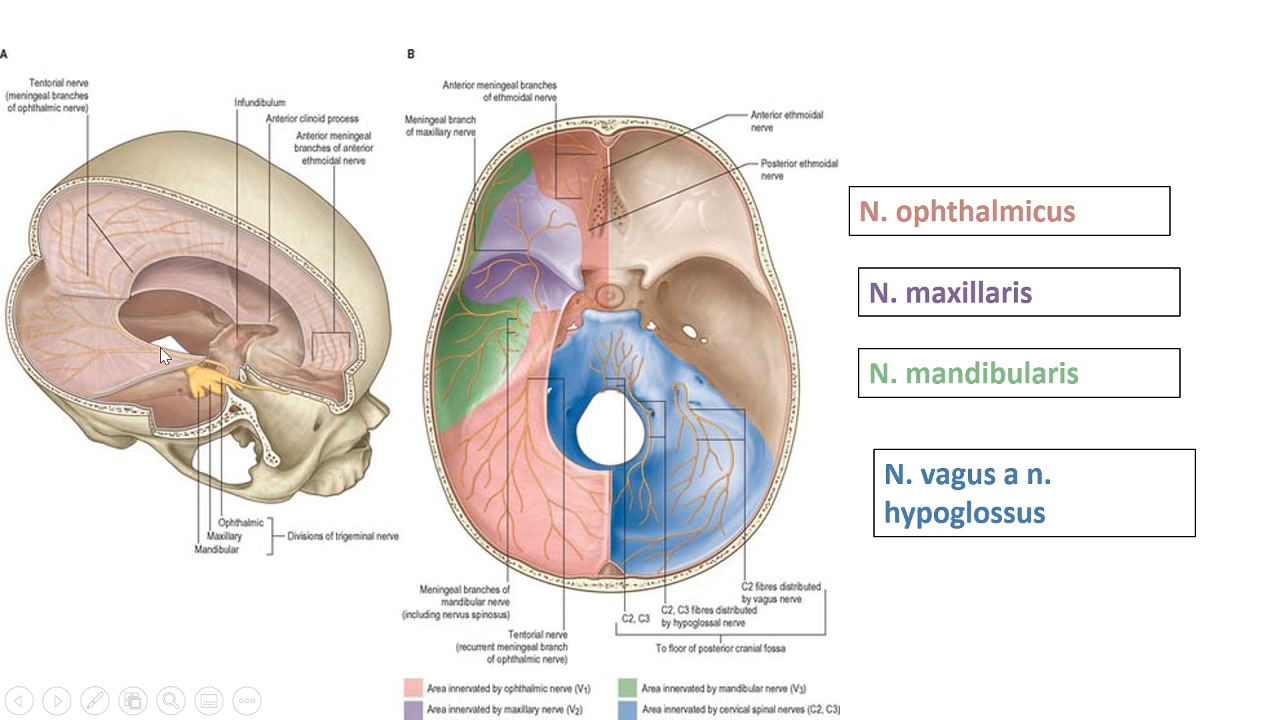 A
B
Tentorial nerve
(meningeal branches
of ophthalmic nerve)
Infundibulum
Anterior clinoid process
Anterior meningeal
branches of anterior
ethmoidal nerve
Ophthalmic
Maxillary
Mandibular
Divisions of trigeminal nerve
Anterior meningeal branches
of ethmoidal nerve
Meningeal branch
of maxillary nerve
Anterior ethmoidal
nerve
Posterior ethmoidal
nerve
Meningeal branches of
mandibular nerve
(including nervus spinosus)
Tentorial nerve
(recurrent meningeal branch
of ophthalmic nerve)
C2, C3
C2, C3 fibres distributed
by hypoglossal nerve
C2 fibres distributed
by vagus nerve
To floor of posterior cranial fossa
Area innervated by ophthalmic nerve (V1)
Area innervated by maxillary nerve (V2)
Area innervated by mandibular nerve (V3)
Area innervated by cervical spinal nerves (C2, C3)
N. ophthalmicus
N. maxillaris
N. mandibularis
N. vagus a n.
hypoglossus